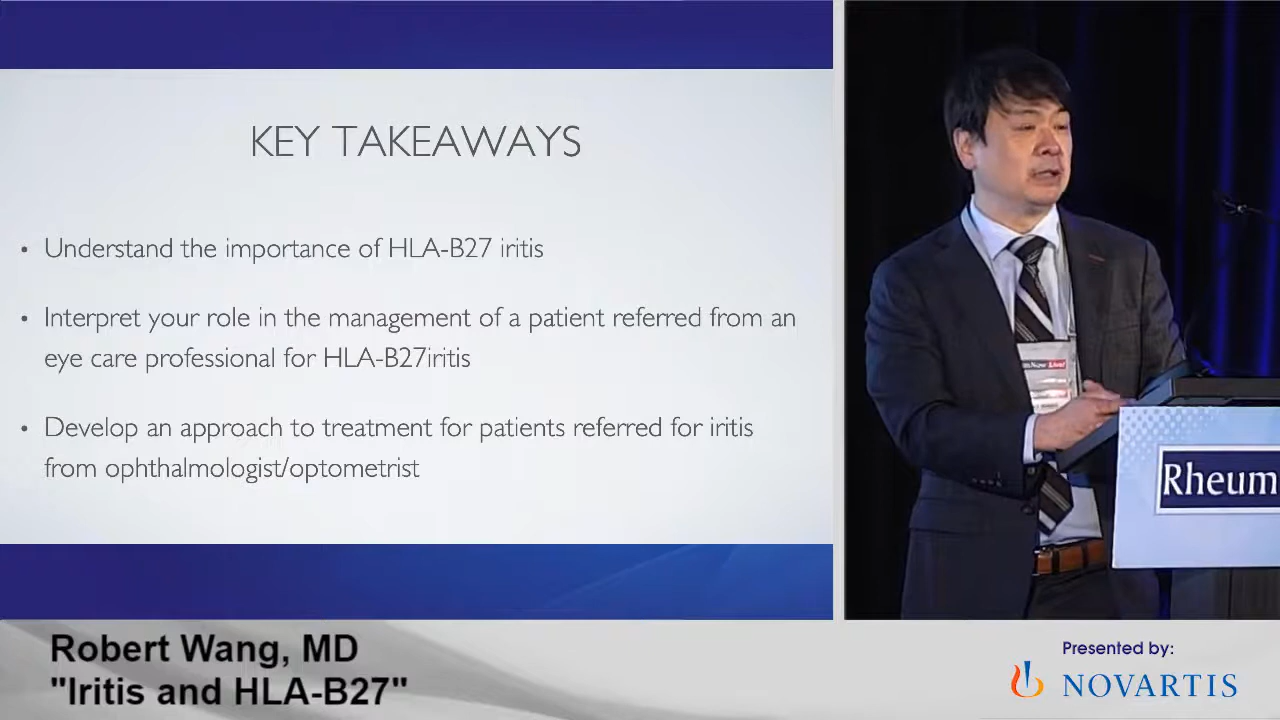 KEY TAKEAWAYS
• Understand the importance of HLA-B27 iritis
• Interpret your role in the management of a patient referred from an
eye care professional for HLA-B27iritis
• Develop an approach to treatment for patients referred for iritis
from ophthalmologist/optometrist
Live!
Rheum
Robert Wang, MD
"Iritis and HLA-B27"
Presented by:
NOVARTIS